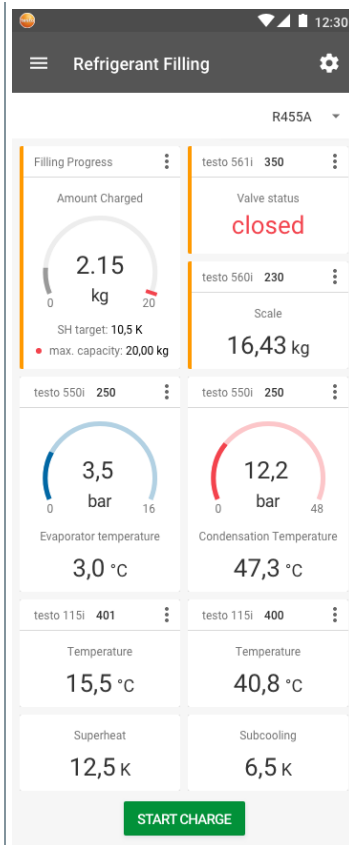 12:30
Refrigerant Filling
R455A
Filling Progress
Amount Charged
2.15
kg
0
20
SH target: 10,5 K
max. capacity: 20,00 kg
testo 561i 350
Valve status
closed
testo 560i 230
Scale
16,43 kg
testo 550i 250
3,5
bar
0
16
Evaporator temperature
3,0 °C
testo 550i 250
12,2
bar
0
48
Condensation Temperature
47,3 °C
testo 115i 401
Temperature
15,5 °C
testo 115i 400
Temperature
40,8 °C
Superheat
12,5 K
Subcooling
6,5 K
START CHARGE